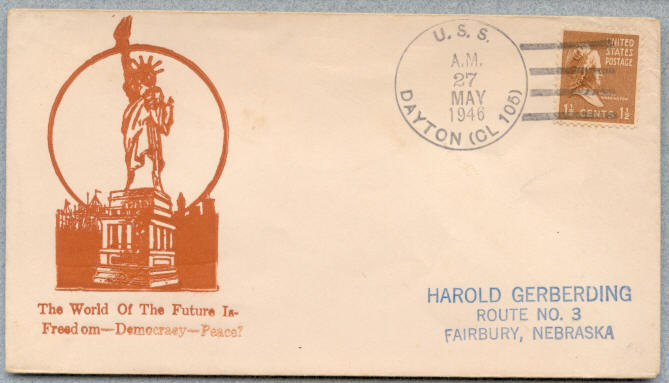 U. S. S.
A.M.
27
MAY
1946
DAYTON (CL 105)
UNITED
STATES
POSTAGE
1½ CENTS 1½
The World Of The Future Is-
Freedom—Democracy—Peace?
HAROLD GERBERDING
ROUTE NO. 3
FAIRBURY, NEBRASKA